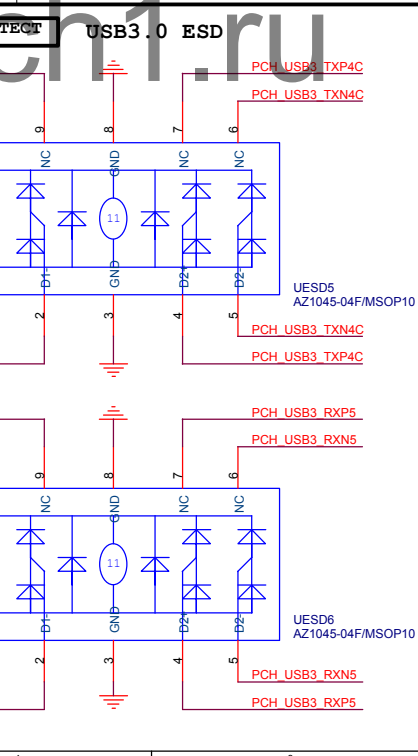 TECT
USB3.0 ESD
ch1.ru
PCH_USB3_TXP4C
PCH_USB3_TXN4C
9 8 7 6
NC GND NC NC
11
D1- GND D2+ D2-
UESD5
AZ1045-04F/MSOP10
2 3 4 5
PCH_USB3_TXN4C
PCH_USB3_TXP4C
PCH_USB3_RXP5
PCH_USB3_RXN5
9 8 7 6
NC GND NC NC
11
D1- GND D2+ D2-
UESD6
AZ1045-04F/MSOP10
2 3 4 5
PCH_USB3_RXN5
PCH_USB3_RXP5